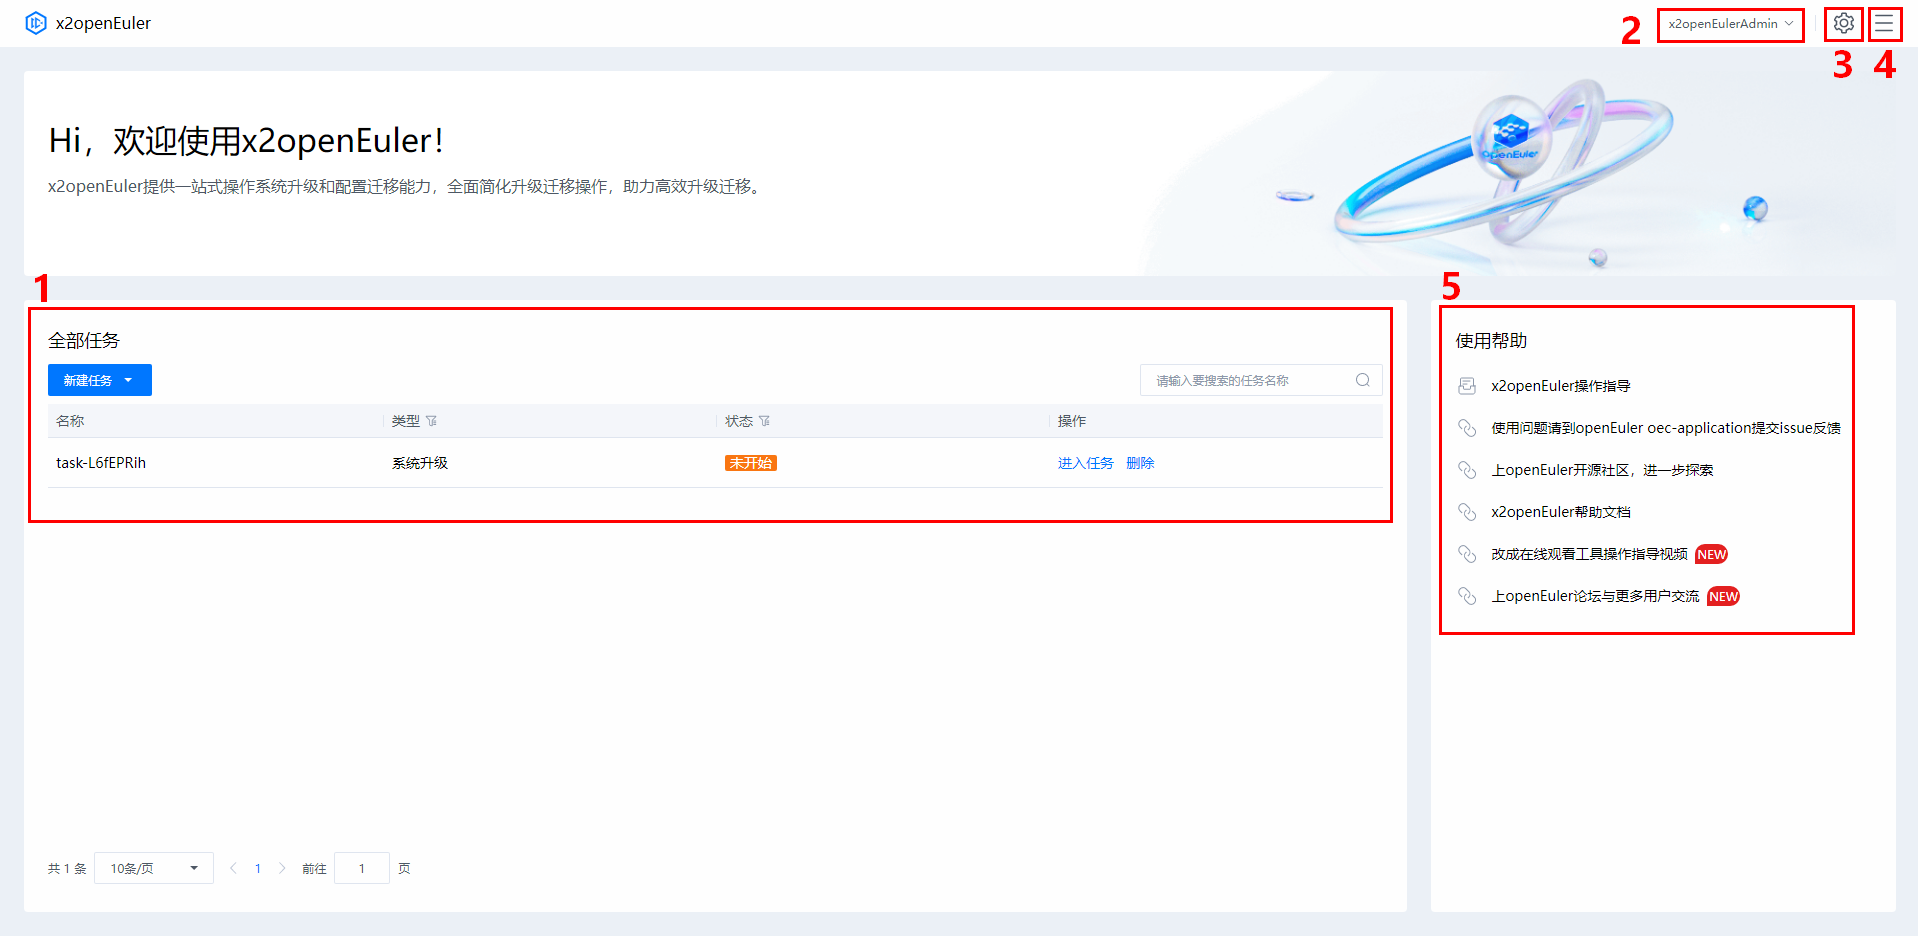 x2openEuler
2
x2openEulerAdmin
3
4
Hi，欢迎使用x2openEuler！
x2openEuler提供一站式操作系统升级和配置迁移能力，全面简化升级迁移操作，助力高效升级迁移。
openEuler
1
全部任务
新建任务
请输入要搜索的任务名称
名称 类型 状态 操作
task-L6fEPRih 系统升级 未开始 进入任务 删除
共 1 条 10条/页 1 前往 1 页
5
使用帮助
x2openEuler操作指导
使用问题请到openEuler oec-application提交issue反馈
上openEuler开源社区，进一步探索
x2openEuler帮助文档
改成在线观看工具操作指导视频 NEW
上openEuler论坛与更多用户交流 NEW